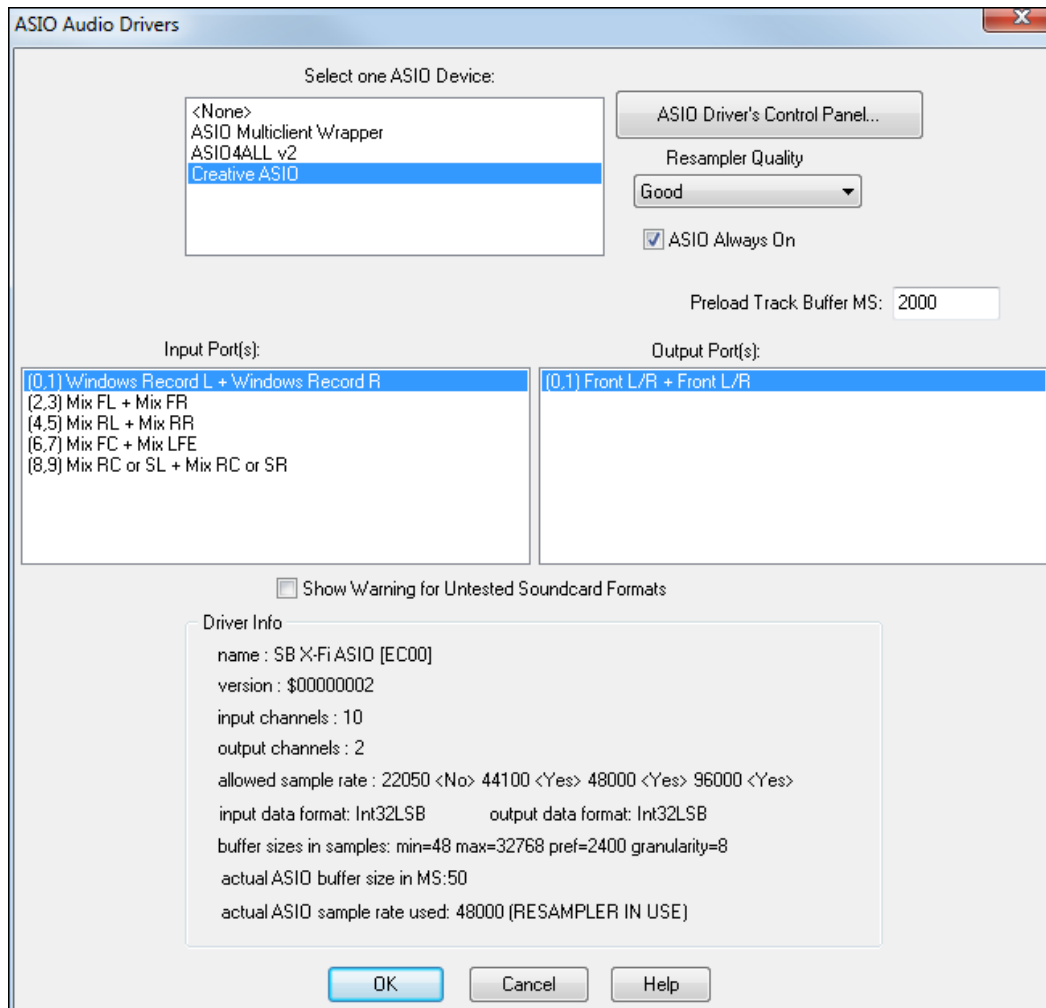 ASIO Audio Drivers
X
Select one ASIO Device:
<None>
ASIO Multiclient Wrapper
ASIO4ALL v2
Creative ASIO
ASIO Driver's Control Panel...
Resampler Quality
Good
ASIO Always On
Preload Track Buffer MS: 2000
Input Port(s):
(0,1) Windows Record L + Windows Record R
(2,3) Mix FL + Mix FR
(4,5) Mix RL + Mix RR
(6,7) Mix FC + Mix LFE
(8,9) Mix RC or SL + Mix RC or SR
Output Port(s):
(0,1) Front L/R + Front L/R
Show Warning for Untested Soundcard Formats
Driver Info
name : SB X-Fi ASIO [EC00]
version : $00000002
input channels : 10
output channels : 2
allowed sample rate : 22050 <No> 44100 <Yes> 48000 <Yes> 96000 <Yes>
input data format: Int32LSB output data format: Int32LSB
buffer sizes in samples: min=48 max=32768 pref=2400 granularity=8
actual ASIO buffer size in MS:50
actual ASIO sample rate used: 48000 (RESAMPLER IN USE)
OK
Cancel
Help